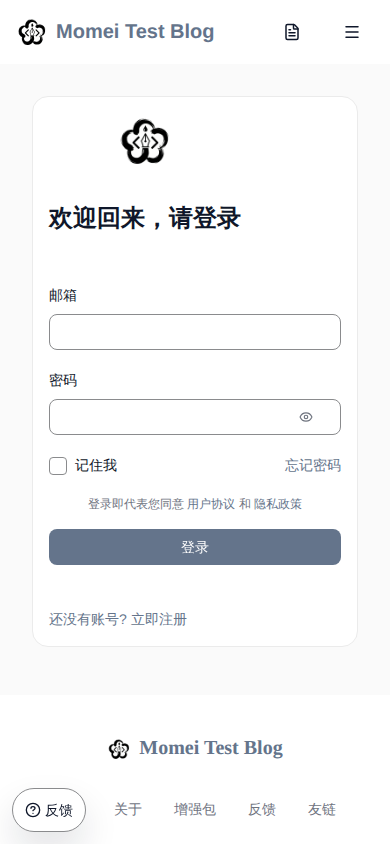 Momei Test Blog
欢迎回来，请登录
邮箱
密码
记住我 忘记密码
登录即代表您同意 用户协议 和 隐私政策
登录
还没有账号? 立即注册
Momei Test Blog
反馈 关于 增强包 反馈 友链